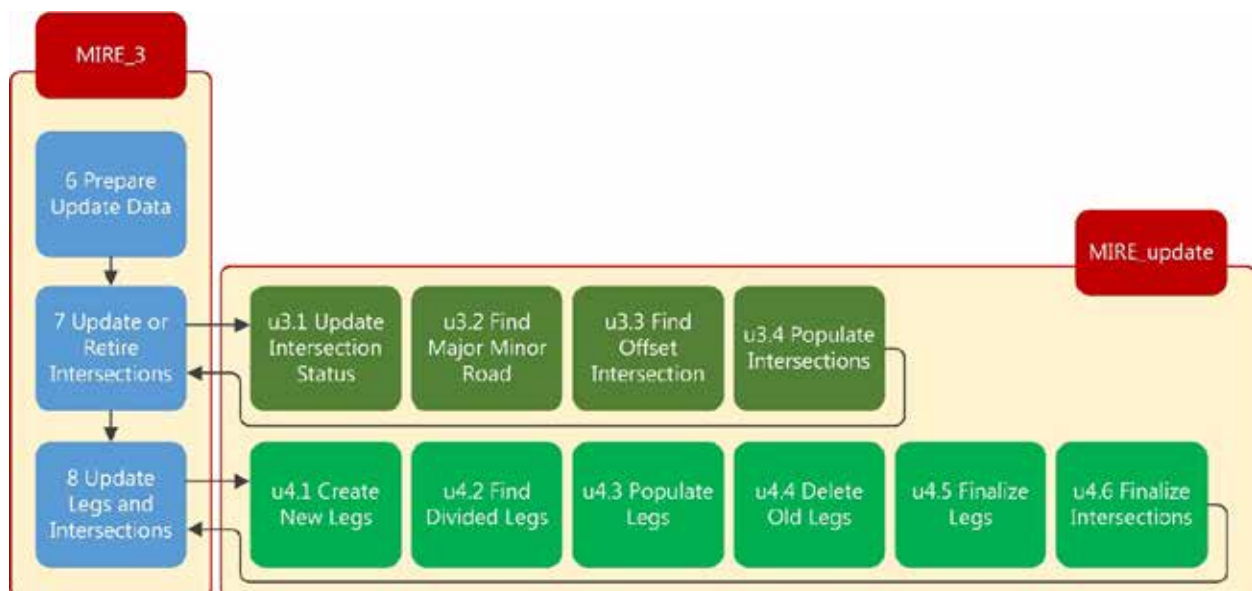 MIRE_3
6 Prepare
Update Data
MIRE_update
7 Update or
Retire
Intersections
u3.1 Update
Intersection
Status
u3.2 Find
Major Minor
Road
u3.3 Find
Offset
Intersection
u3.4 Populate
Intersections
8 Update
Legs and
Intersections
u4.1 Create
New Legs
u4.2 Find
Divided Legs
u4.3 Populate
Legs
u4.4 Delete
Old Legs
u4.5 Finalize
Legs
u4.6 Finalize
Intersections